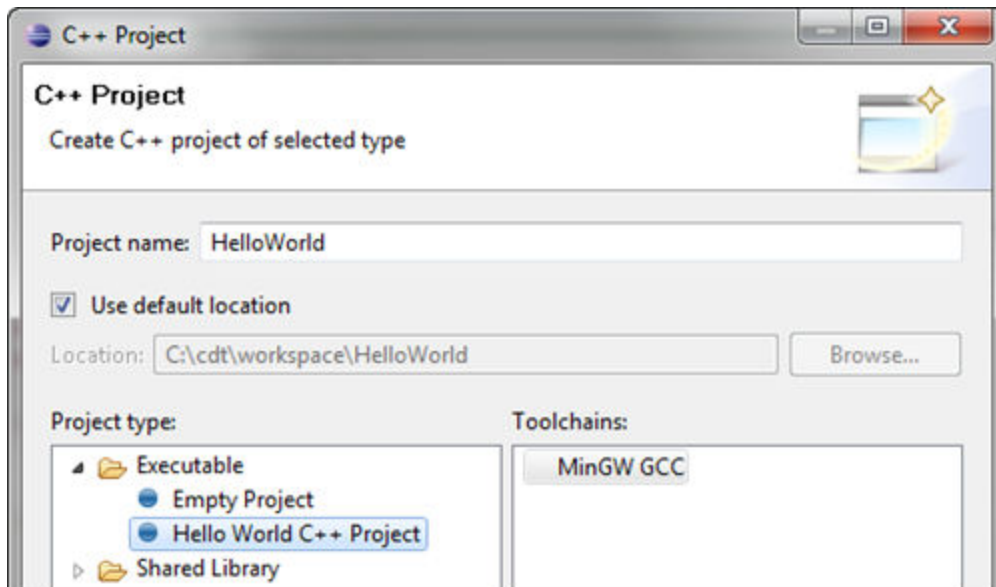 C++ Project
C++ Project
Create C++ project of selected type
Project name: HelloWorld
Use default location
Location: C:\cdt\workspace\HelloWorld Browse...
Project type: Toolchains:
Executable MinGW GCC
Empty Project
Hello World C++ Project
Shared Library